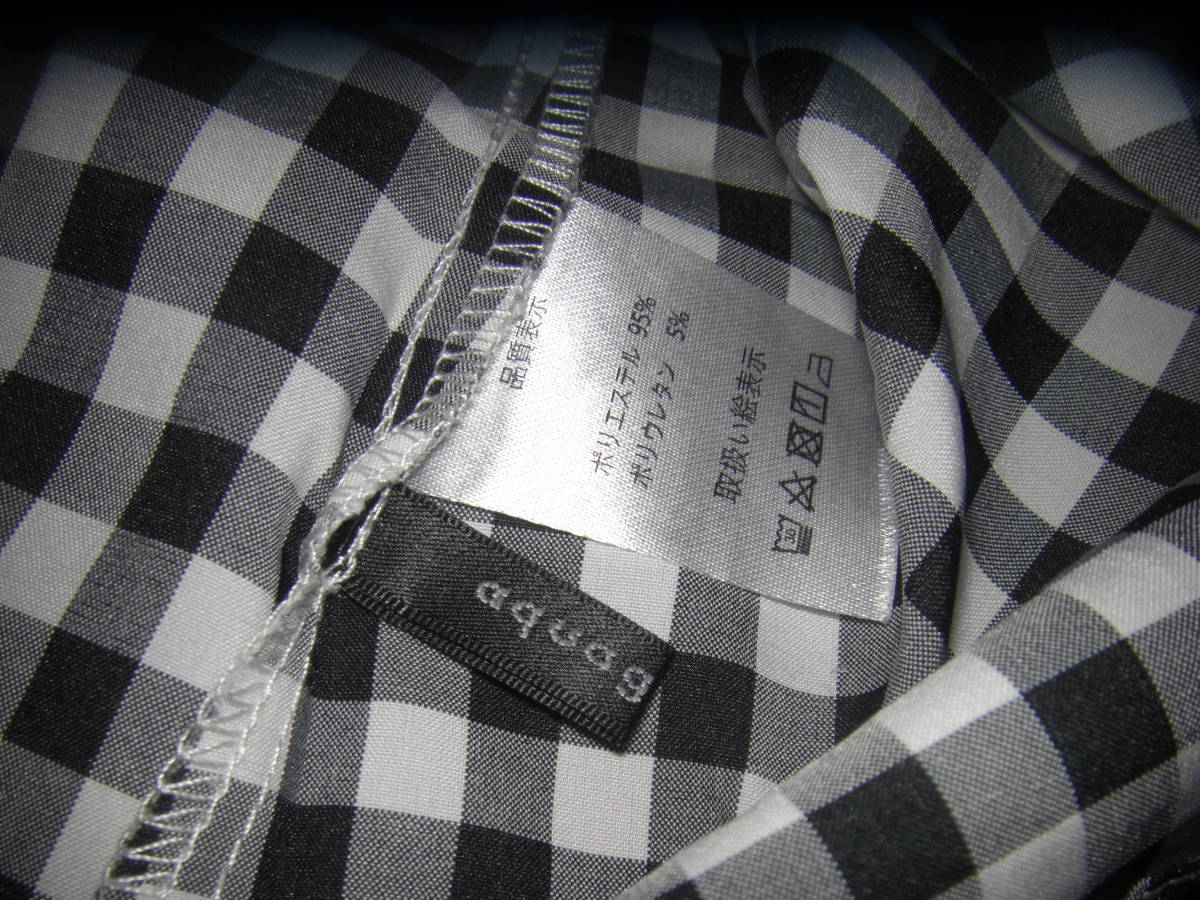 品質表示
ポリエステル 95%
ポリウレタン 5%
取扱い絵表示